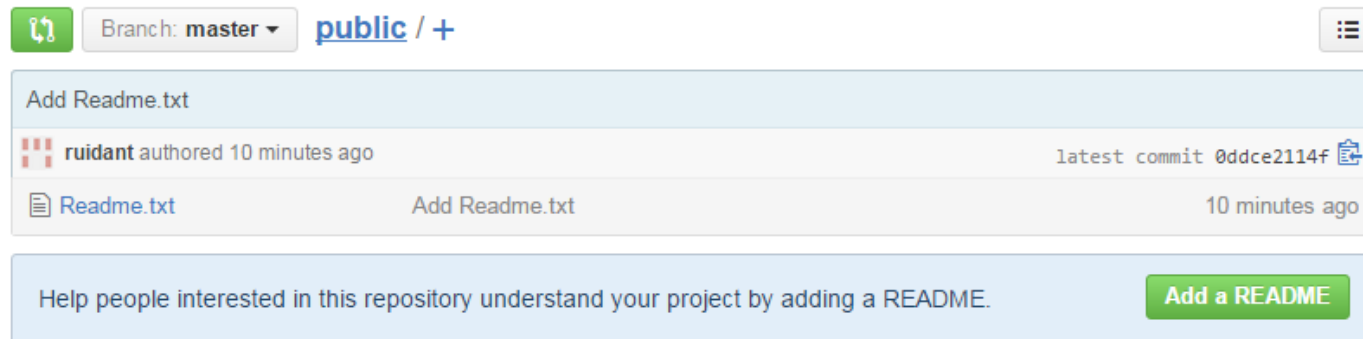 Branch: master public / +
Add Readme.txt
ruidant authored 10 minutes ago latest commit 0ddce2114f
Readme.txt Add Readme.txt 10 minutes ago
Help people interested in this repository understand your project by adding a README. Add a README